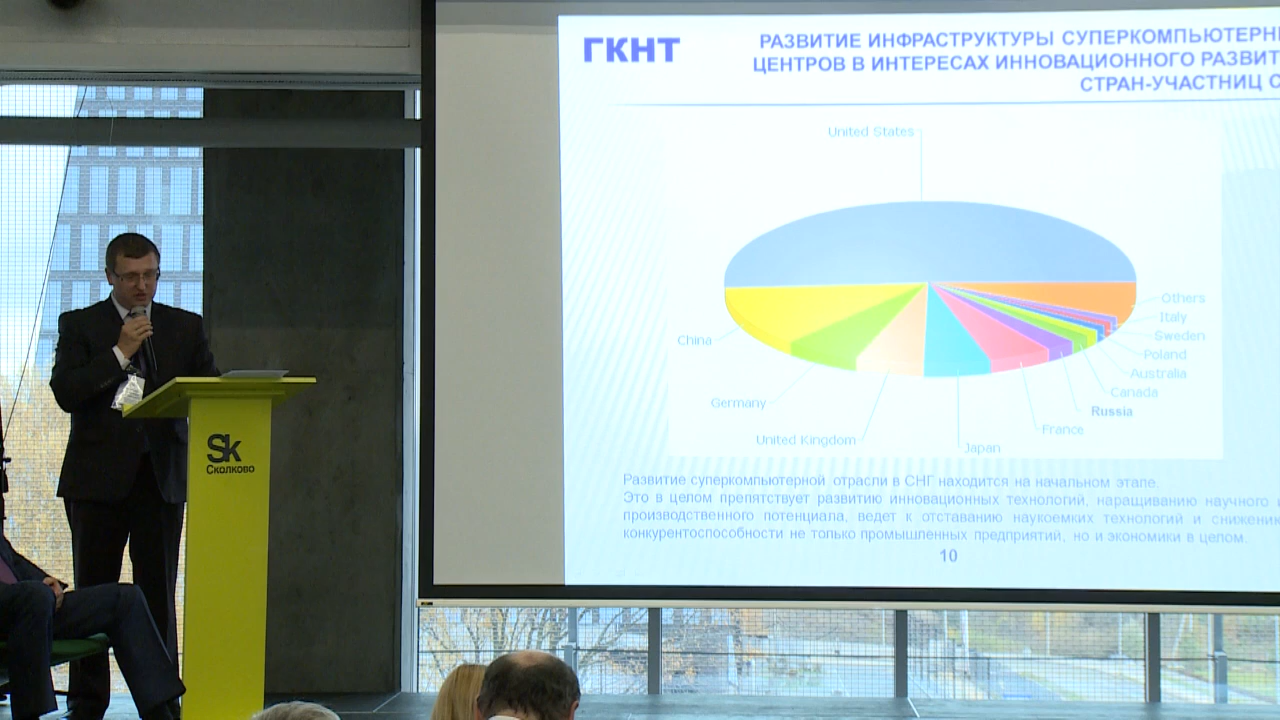 ГКНТ
РАЗВИТИЕ ИНФРАСТРУКТУРЫ СУПЕРКОМПЬЮТЕРН
ЦЕНТРОВ В ИНТЕРЕСАХ ИННОВАЦИОННОГО РАЗВИТ
СТРАН-УЧАСТНИЦ С
United States
Others
Italy
Sweden
Poland
Australia
Canada
Russia
France
Japan
United Kingdom
Germany
China
Развитие суперкомпьютерной отрасли в СНГ находится на начальном этапе.
Это в целом препятствует развитию инновационных технологий, наращиванию научного и
производственного потенциала, ведет к отставанию наукоемких технологий и снижению
конкурентоспособности не только промышленных предприятий, но и экономики в целом.
10
Sk
Сколково